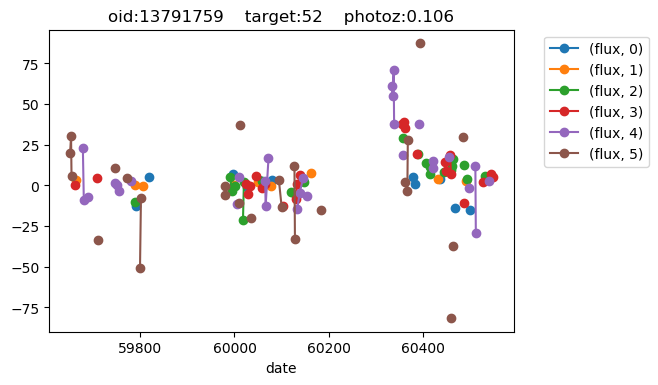 oid:13791759    target:52    photoz:0.106
75
50
25
0
−25
−50
−75
59800
60000
60200
60400
date
(flux, 0)
(flux, 1)
(flux, 2)
(flux, 3)
(flux, 4)
(flux, 5)